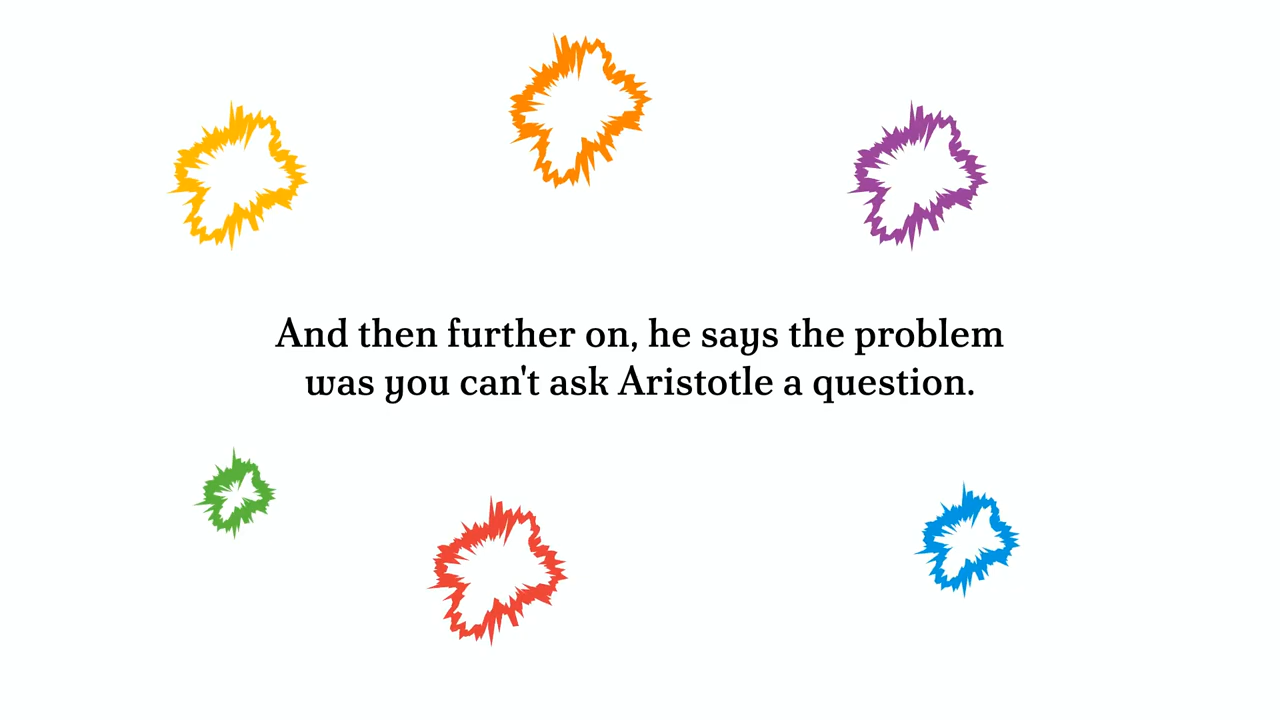 And then further on, he says the problem
was you can't ask Aristotle a question.